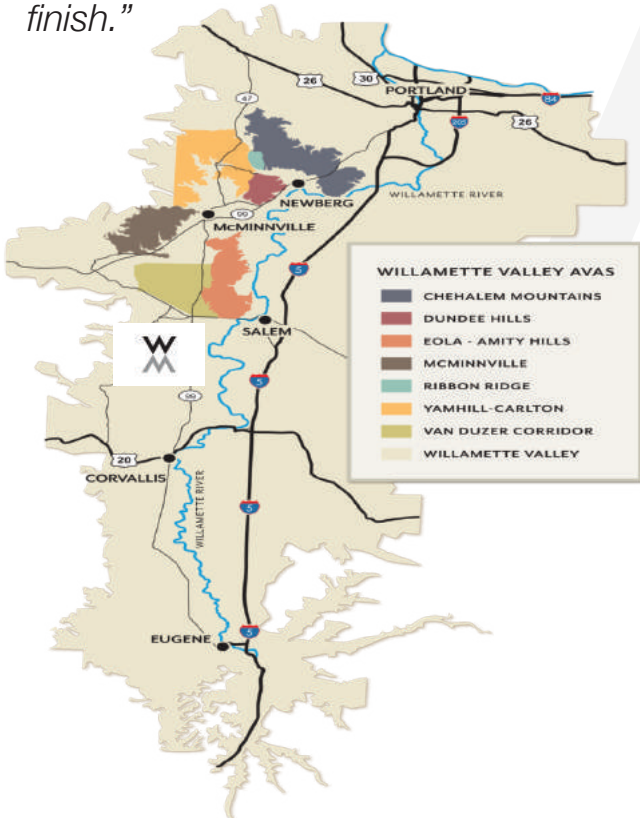 finish.”
26
30
PORTLAND
84
47
205
26
NEWBERG
WILLAMETTE RIVER
99
McMINNVILLE
5
WILLAMETTE VALLEY AVAS
CHEHALEM MOUNTAINS
DUNDEE HILLS
EOLA - AMITY HILLS
MCMINNVILLE
RIBBON RIDGE
YAMHILL-CARLTON
VAN DUZER CORRIDOR
WILLAMETTE VALLEY
SALEM
W
M
5
99
20
CORVALLIS
WILLAMETTE RIVER
5
EUGENE
5